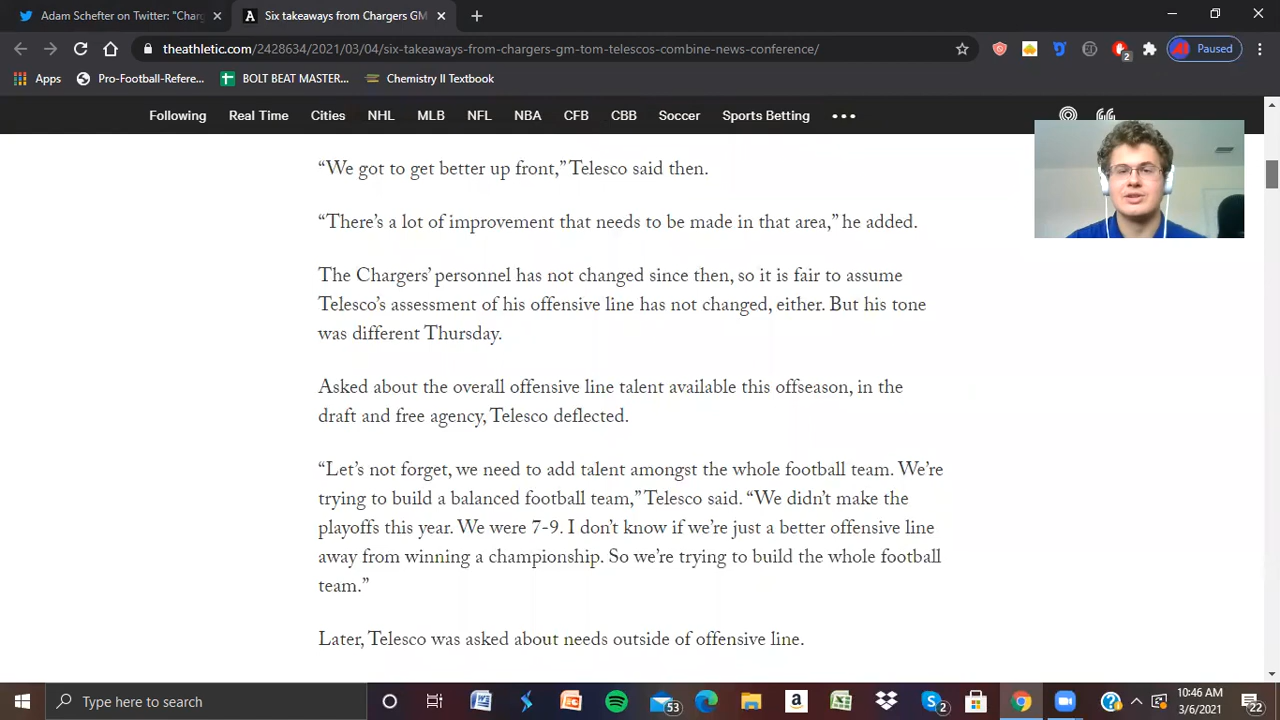 Adam Schefter on Twitter: "Charg
Six takeaways from Chargers GM
theathletic.com/2428634/2021/03/04/six-takeaways-from-chargers-gm-tom-telescos-combine-news-conference/
2
Paused
Apps
Pro-Football-Refere...
BOLT BEAT MASTER...
Chemistry II Textbook
Following
Real Time
Cities
NHL
MLB
NFL
NBA
CFB
CBB
Soccer
Sports Betting
“We got to get better up front,” Telesco said then.
“There’s a lot of improvement that needs to be made in that area,” he added.
The Chargers’ personnel has not changed since then, so it is fair to assume
Telesco’s assessment of his offensive line has not changed, either. But his tone
was different Thursday.
Asked about the overall offensive line talent available this offseason, in the
draft and free agency, Telesco deflected.
“Let’s not forget, we need to add talent amongst the whole football team. We’re
trying to build a balanced football team,” Telesco said. “We didn’t make the
playoffs this year. We were 7-9. I don’t know if we’re just a better offensive line
away from winning a championship. So we’re trying to build the whole football
team.”
Later, Telesco was asked about needs outside of offensive line.
Type here to search
53
2
10:46 AM
3/6/2021
22